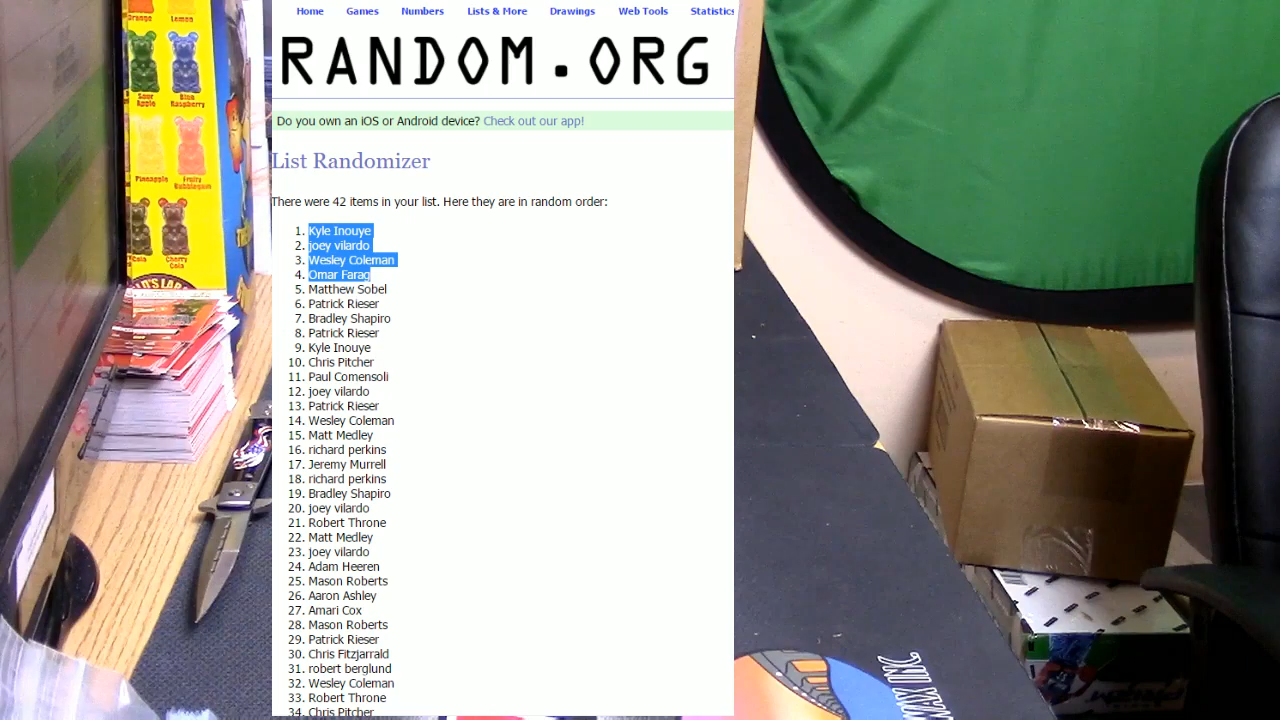 Home Games Numbers Lists & More Drawings Web Tools Statistics
RANDOM.ORG
Do you own an iOS or Android device? Check out our app!
List Randomizer
There were 42 items in your list. Here they are in random order:
1. Kyle Inouye
2. joey vilardo
3. Wesley Coleman
4. Omar Farag
5. Matthew Sobel
6. Patrick Rieser
7. Bradley Shapiro
8. Patrick Rieser
9. Kyle Inouye
10. Chris Pitcher
11. Paul Comensoli
12. joey vilardo
13. Patrick Rieser
14. Wesley Coleman
15. Matt Medley
16. richard perkins
17. Jeremy Murrell
18. richard perkins
19. Bradley Shapiro
20. joey vilardo
21. Robert Throne
22. Matt Medley
23. joey vilardo
24. Adam Heeren
25. Mason Roberts
26. Aaron Ashley
27. Amari Cox
28. Mason Roberts
29. Patrick Rieser
30. Chris Fitzjarrald
31. robert berglund
32. Wesley Coleman
33. Robert Throne
34. Chris Pitcher
Orange Lemon
Sour Apple
Blue Raspberry
Pineapple
Fruity Bubblegum
Cola
Cherry Cola
WAX INC